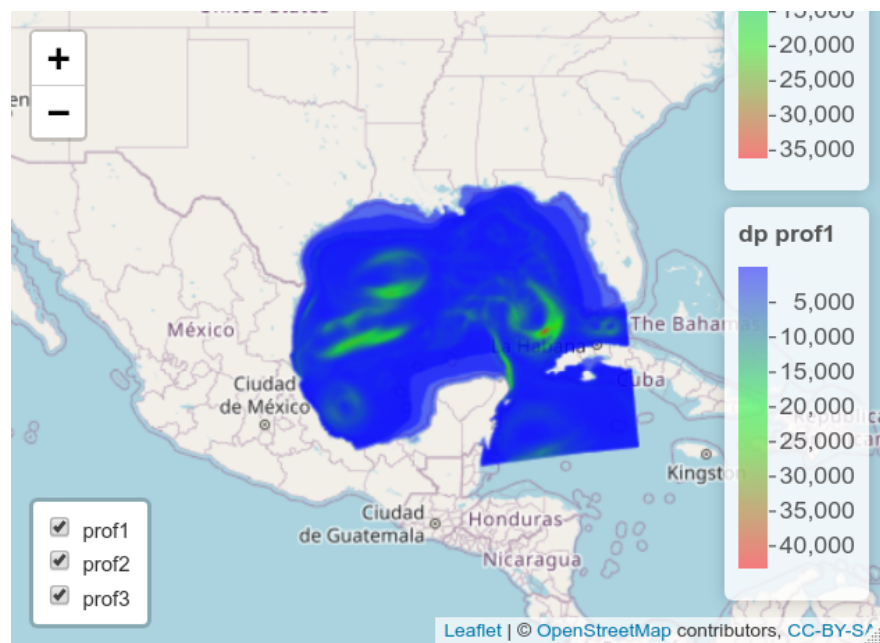 +
−
20,000
25,000
30,000
35,000
dp prof1
5,000
10,000
15,000
20,000
25,000
30,000
35,000
40,000
México
Ciudad
de México
The Bahamas
La Habana
Cuba
Kingston
Ciudad
de Guatemala
Honduras
Nicaragua
prof1
prof2
prof3
Leaflet | © OpenStreetMap contributors, CC-BY-SA